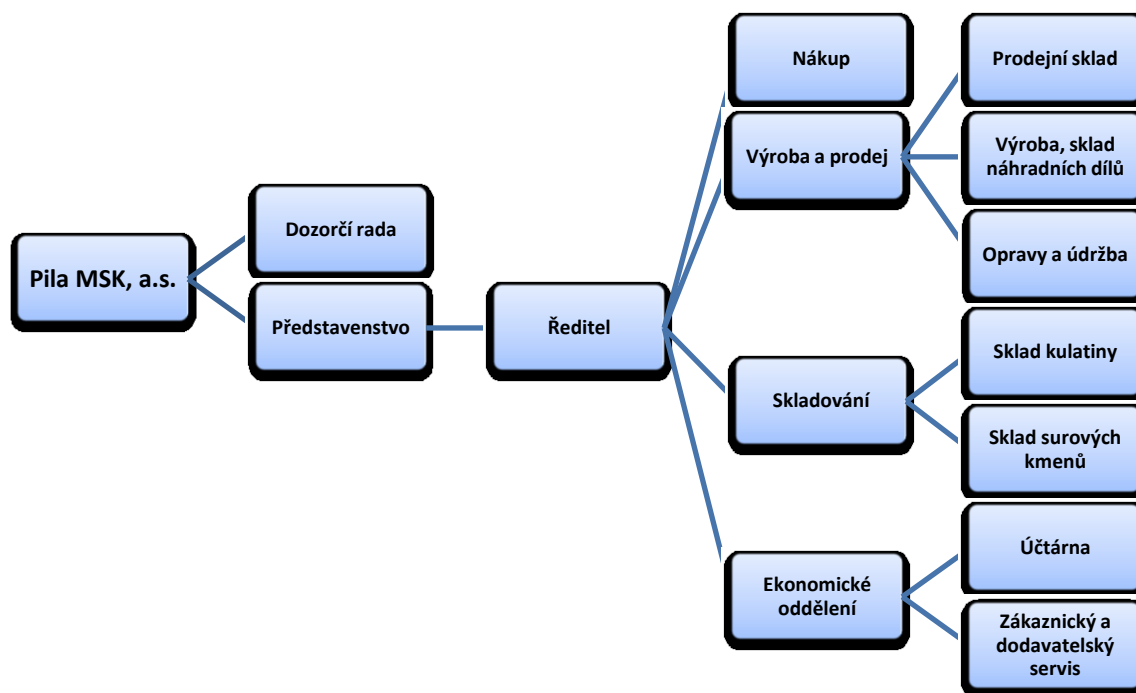 Pila MSK, a.s.
Dozorčí rada
Představenstvo
Ředitel
Nákup
Výroba a prodej
Skladování
Ekonomické
oddělení
Prodejní sklad
Výroba, sklad
náhradních dílů
Opravy a údržba
Sklad kulatiny
Sklad surových
kmenů
Účtárna
Zákaznický a
dodavatelský
servis